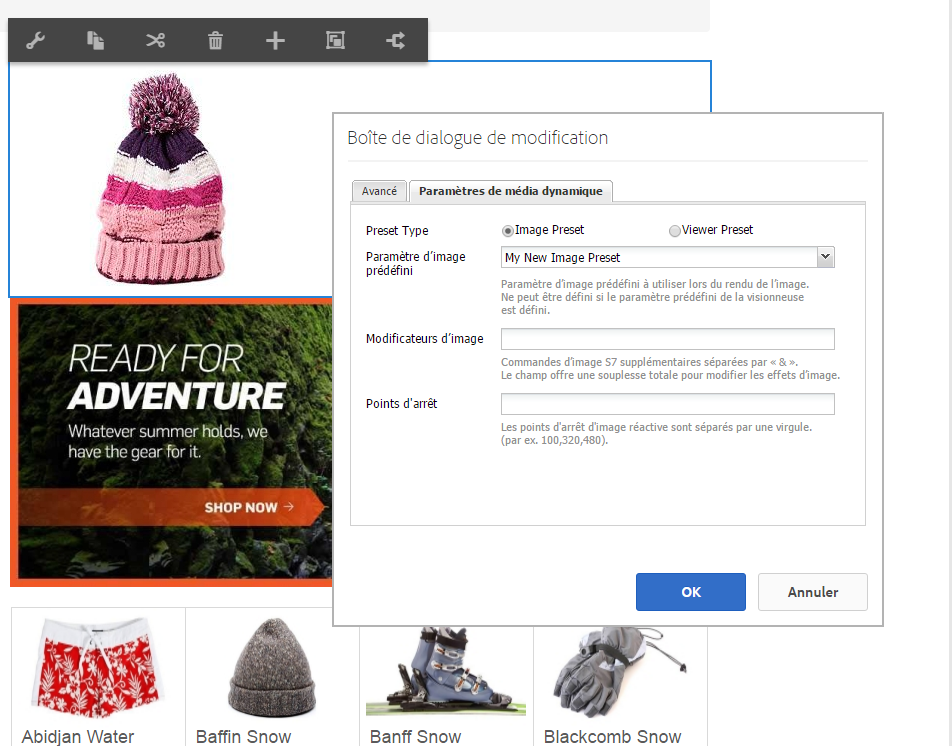 Boîte de dialogue de modification
Avancé
Paramètres de média dynamique
Preset Type
Image Preset
Viewer Preset
Paramètre d'image
prédéfini
My New Image Preset
Paramètre d'image prédéfini à utiliser lors du rendu de l'image.
Ne peut être défini si le paramètre prédéfini de la visionneuse
est défini.
Modificateurs d'image
Commandes d'image S7 supplémentaires séparées par « & ».
Le champ offre une souplesse totale pour modifier les effets d'image.
Points d'arrêt
Les points d'arrêt d'image réactive sont séparés par une virgule.
(par ex. 100,320,480).
OK
Annuler
READY FOR
ADVENTURE
Whatever summer holds, we
have the gear for it.
SHOP NOW →
Abidjan Water
Baffin Snow
Banff Snow
Blackcomb Snow